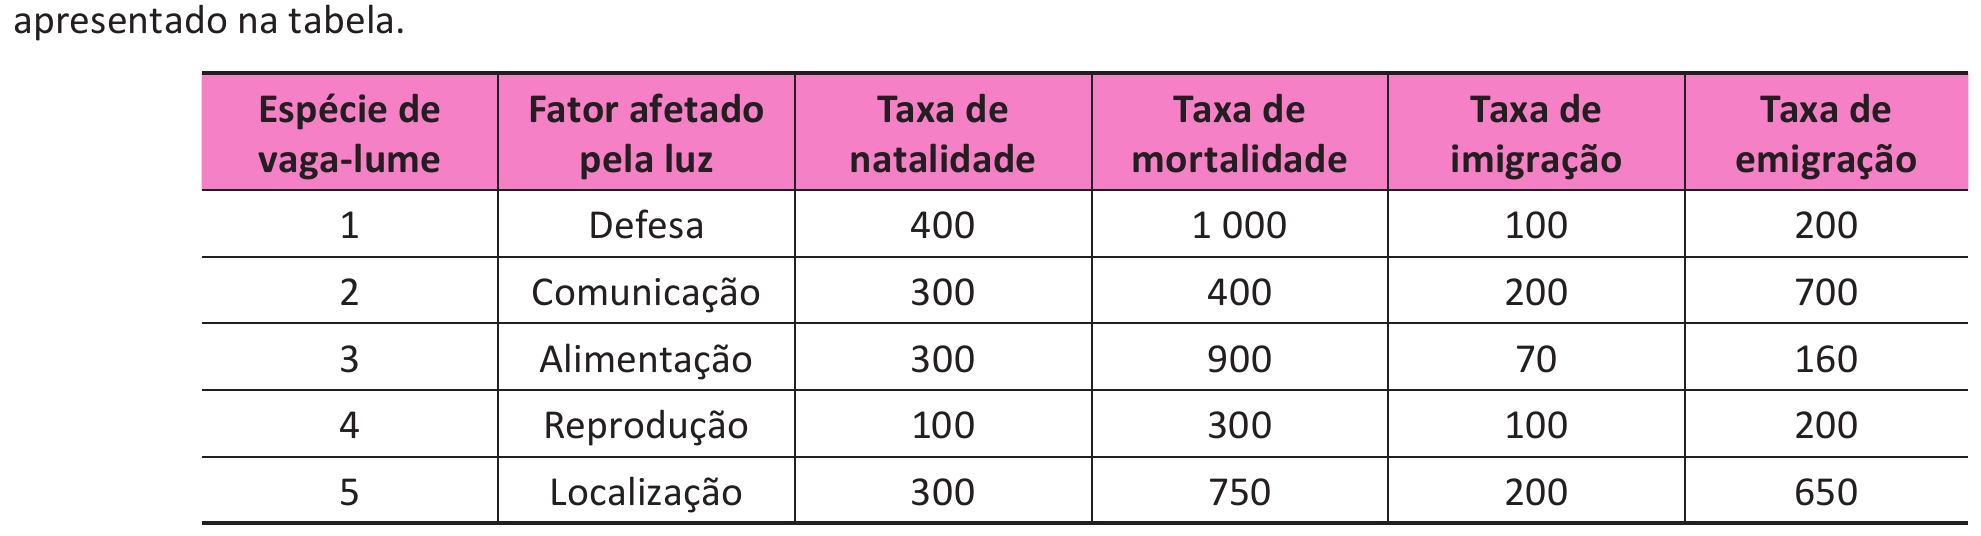 apresentado na tabela.
Espécie de vaga-lume Fator afetado pela luz Taxa de natalidade Taxa de mortalidade Taxa de imigração Taxa de emigração
1 Defesa 400 1 000 100 200
2 Comunicação 300 400 200 700
3 Alimentação 300 900 70 160
4 Reprodução 100 300 100 200
5 Localização 300 750 200 650